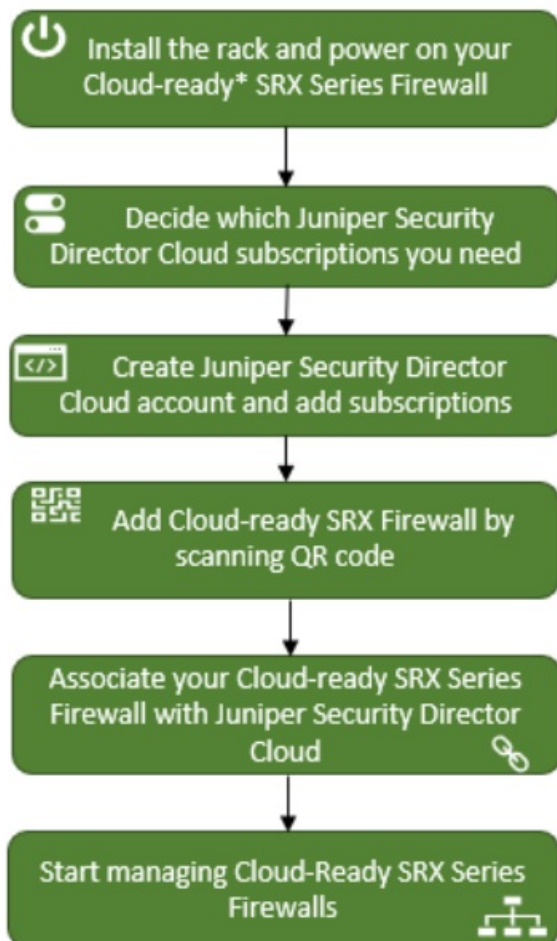 Install the rack and power on your
Cloud-ready* SRX Series Firewall
Decide which Juniper Security
Director Cloud subscriptions you need
</>
Create Juniper Security Director
Cloud account and add subscriptions
Add Cloud-ready SRX Firewall by
scanning QR code
Associate your Cloud-ready SRX Series
Firewall with Juniper Security Director
Cloud
Start managing Cloud-Ready SRX Series
Firewalls